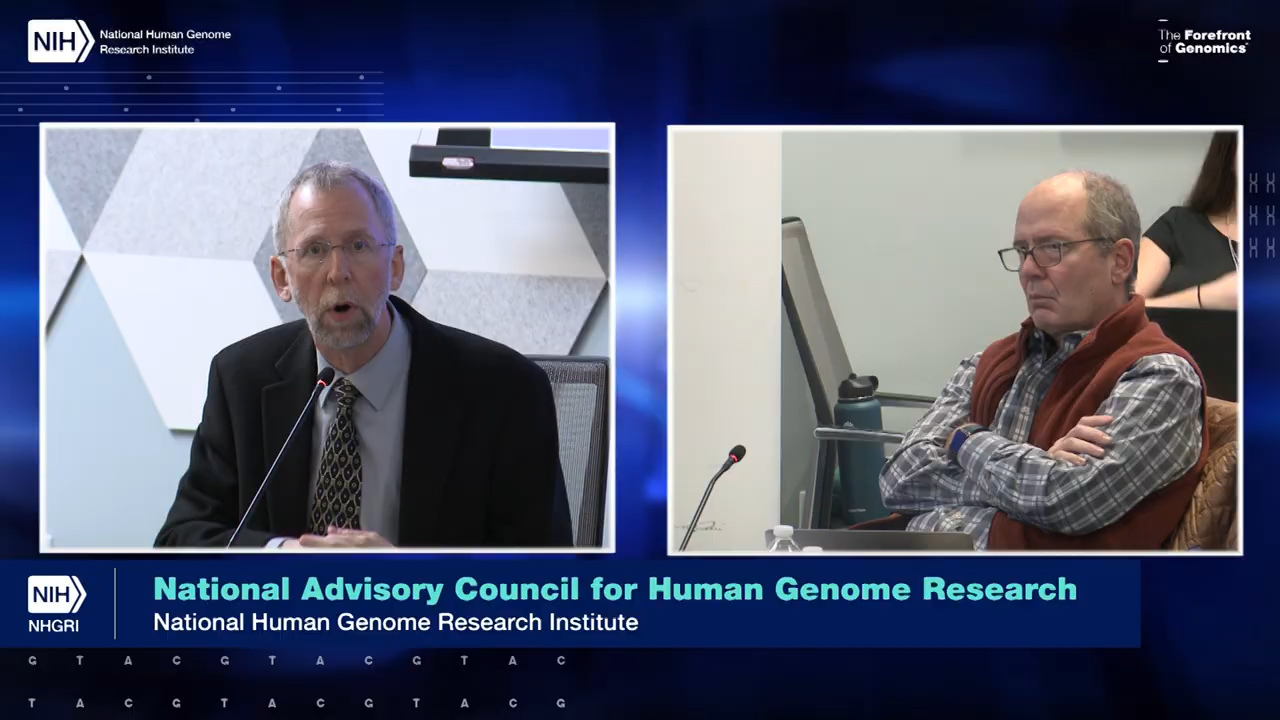 NIH
National Human Genome
Research Institute
The Forefront
of Genomics®
NIH
NHGRI
National Advisory Council for Human Genome Research
National Human Genome Research Institute
G T A C G T A C G T A C
T A C G T A C G T A C G